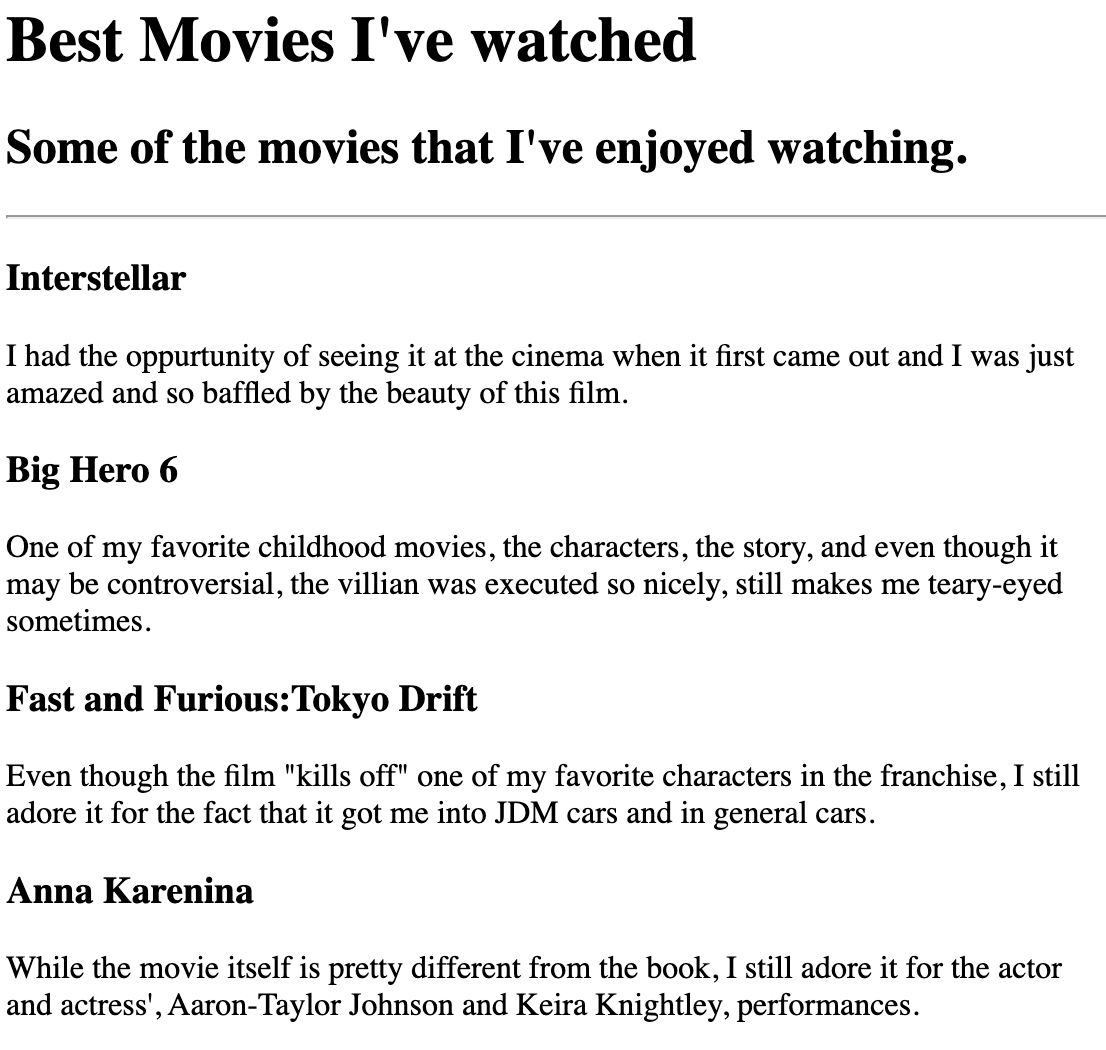 Best Movies I've watched
Some of the movies that I've enjoyed watching.
Interstellar
I had the oppurtunity of seeing it at the cinema when it first came out and I was just
amazed and so baffled by the beauty of this film.
Big Hero 6
One of my favorite childhood movies, the characters, the story, and even though it
may be controversial, the villian was executed so nicely, still makes me teary-eyed
sometimes.
Fast and Furious:Tokyo Drift
Even though the film "kills off" one of my favorite characters in the franchise, I still
adore it for the fact that it got me into JDM cars and in general cars.
Anna Karenina
While the movie itself is pretty different from the book, I still adore it for the actor
and actress', Aaron-Taylor Johnson and Keira Knightley, performances.